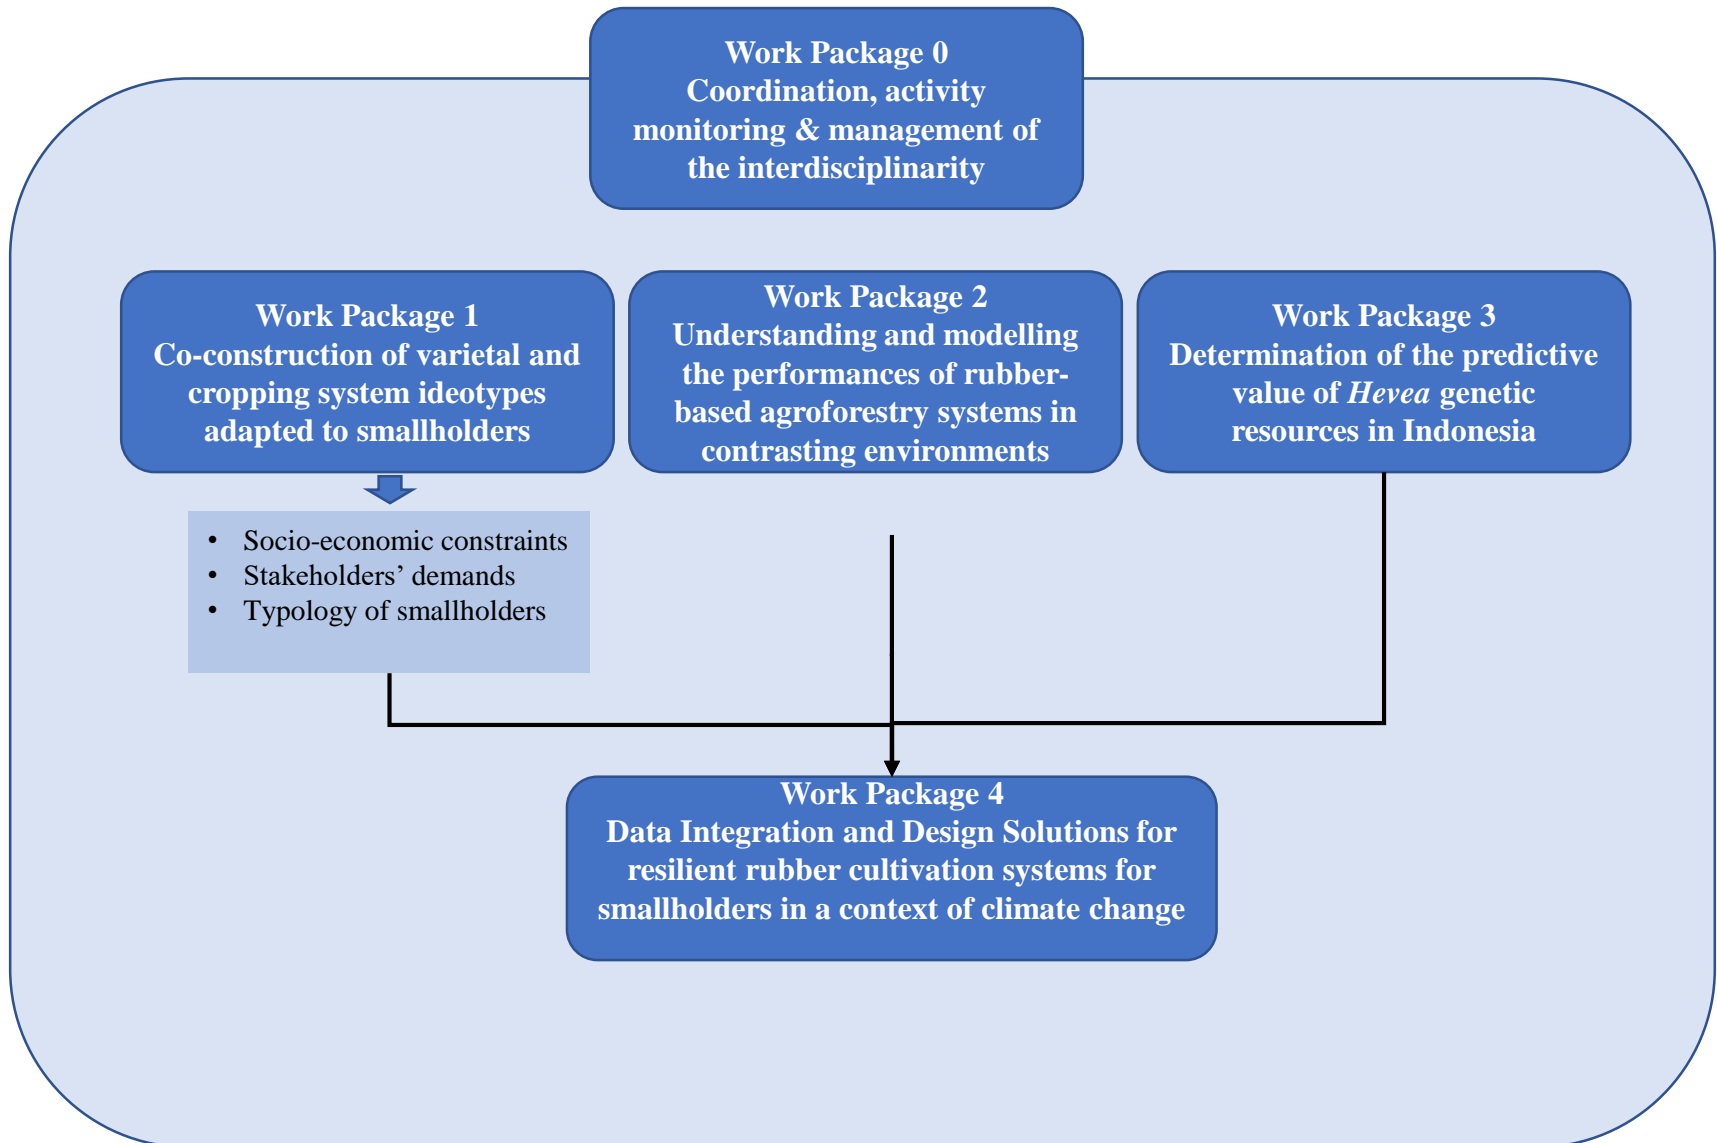 Work Package 0
Coordination, activity
monitoring & management of
the interdisciplinarity
Work Package 1
Co-construction of varietal and
cropping system ideotypes
adapted to smallholders
Work Package 2
Understanding and modelling
the performances of rubber-
based agroforestry systems in
contrasting environments
Work Package 3
Determination of the predictive
value of Hevea genetic
resources in Indonesia
• Socio-economic constraints
• Stakeholders’ demands
• Typology of smallholders
Work Package 4
Data Integration and Design Solutions for
resilient rubber cultivation systems for
smallholders in a context of climate change